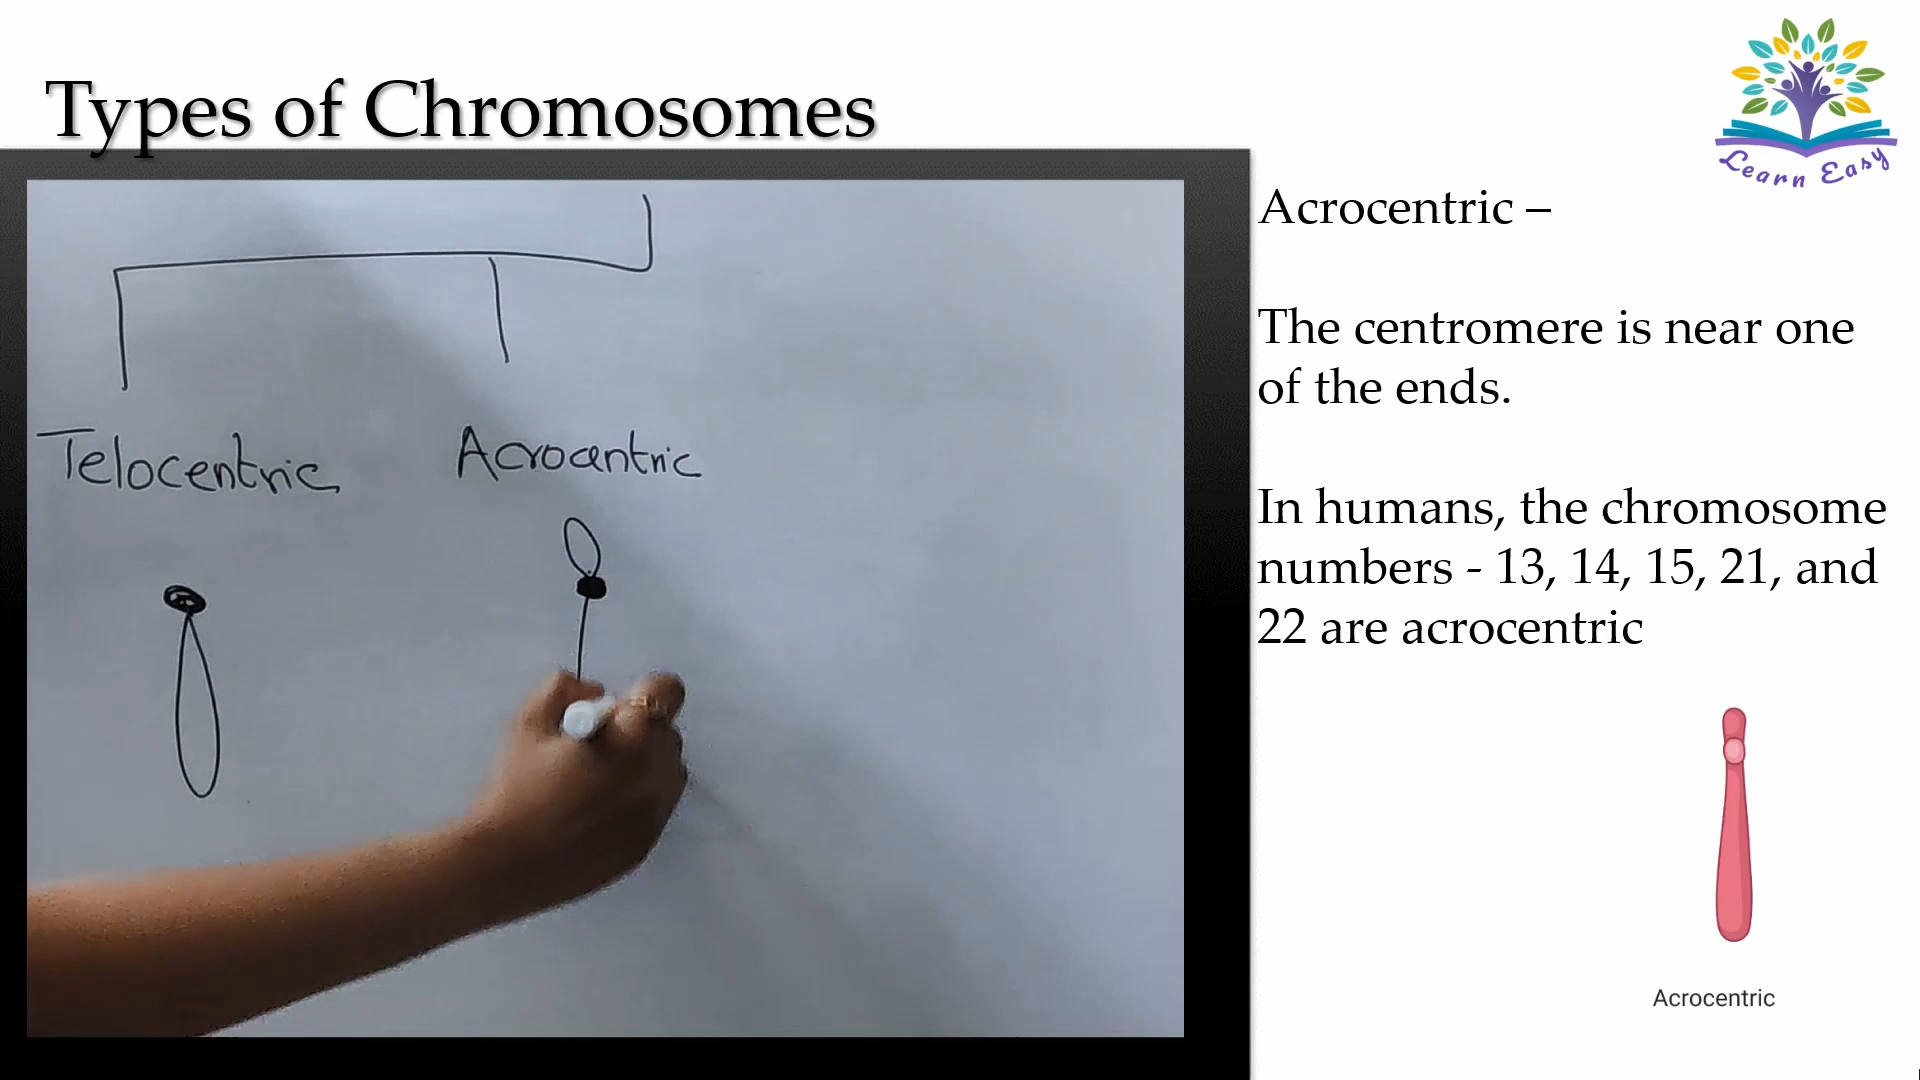 Types of Chromosomes
Learn Easy
Telocentric
Acrocentric
Acrocentric –
The centromere is near one
of the ends.
In humans, the chromosome
numbers - 13, 14, 15, 21, and
22 are acrocentric
Acrocentric